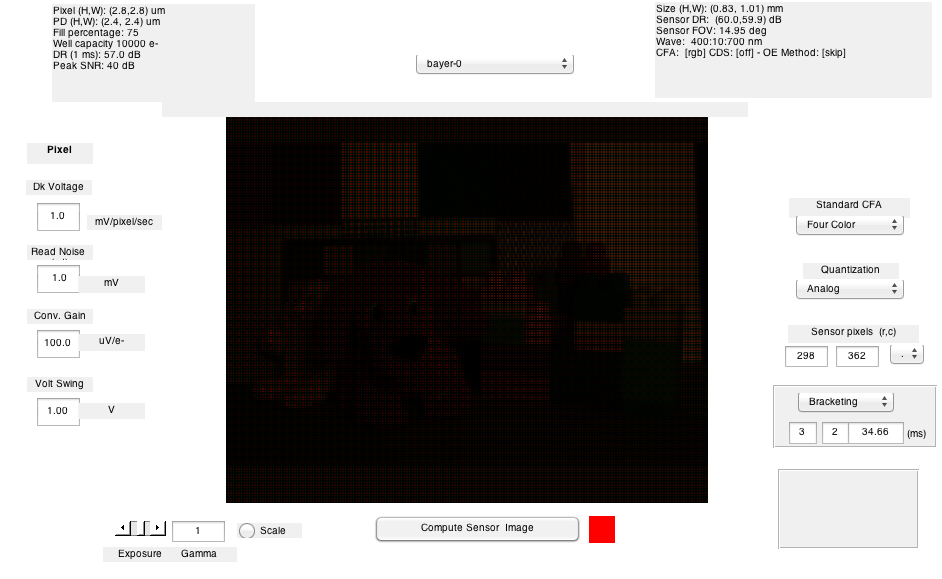 Pixel (H,W): (2.8,2.8) um
PD (H,W): (2.4, 2.4) um
Fill percentage: 75
Well capacity 10000 e-
DR (1 ms): 57.0 dB
Peak SNR: 40 dB
bayer-0
Size (H,W): (0.83, 1.01) mm
Sensor DR: (60.0,59.9) dB
Sensor FOV: 14.95 deg
Wave: 400:10:700 nm
CFA: [rgb] CDS: [off] - OE Method: [skip]
Pixel
Dk Voltage
1.0
mV/pixel/sec
Read Noise
1.0
mV
Conv. Gain
100.0
uV/e-
Volt Swing
1.00
V
Standard CFA
Four Color
Quantization
Analog
Sensor pixels (r,c)
298
362
.
Bracketing
3
2
34.66
(ms)
1
Scale
Compute Sensor Image
Exposure
Gamma